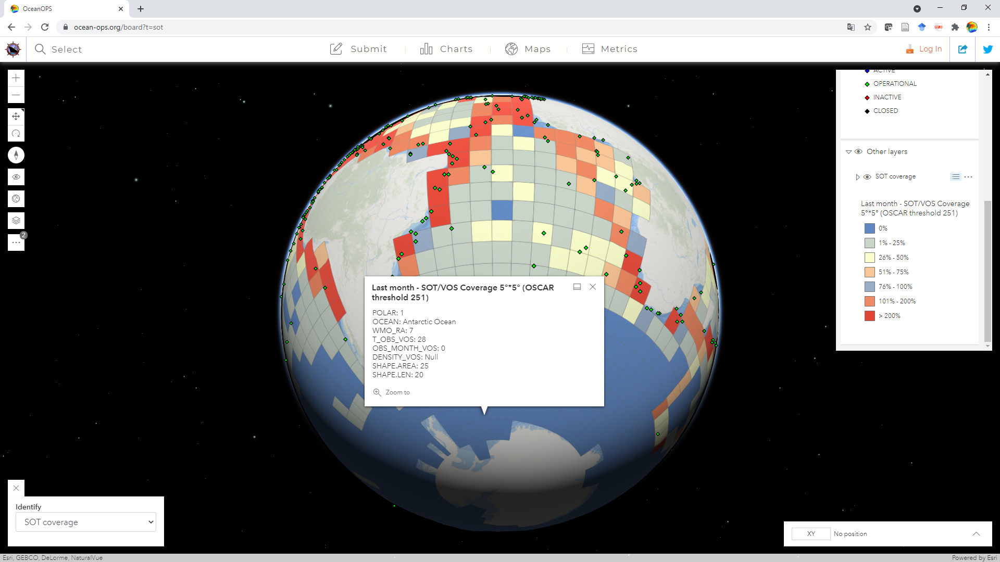 OceanOPS
ocean-ops.org/board?t=sot
Select
Submit
Charts
Maps
Metrics
Log In
2
ACTIVE
OPERATIONAL
INACTIVE
CLOSED
Other layers
SOT coverage
Last month - SOT/VOS Coverage
5°*5° (OSCAR threshold 251)
0%
1% - 25%
26% - 50%
51% - 75%
76% - 100%
101% - 200%
> 200%
Last month - SOT/VOS Coverage 5°*5° (OSCAR
threshold 251)
POLAR: 1
OCEAN: Antarctic Ocean
WMO_RA: 7
T_OBS_VOS: 28
OBS_MONTH_VOS: 0
DENSITY_VOS: Null
SHAPE.AREA: 25
SHAPE.LEN: 20
Zoom to
Identify
SOT coverage
XY
No position
Esri, GEBCO, DeLorme, NaturalVue
Powered by Esri